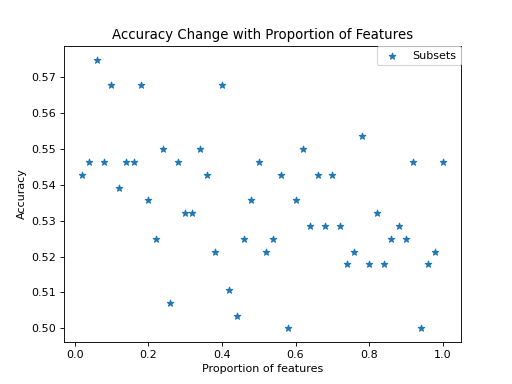 Accuracy Change with Proportion of Features
Subsets
Accuracy
0.57
0.56
0.55
0.54
0.53
0.52
0.51
0.50
0.0 0.2 0.4 0.6 0.8 1.0
Proportion of features